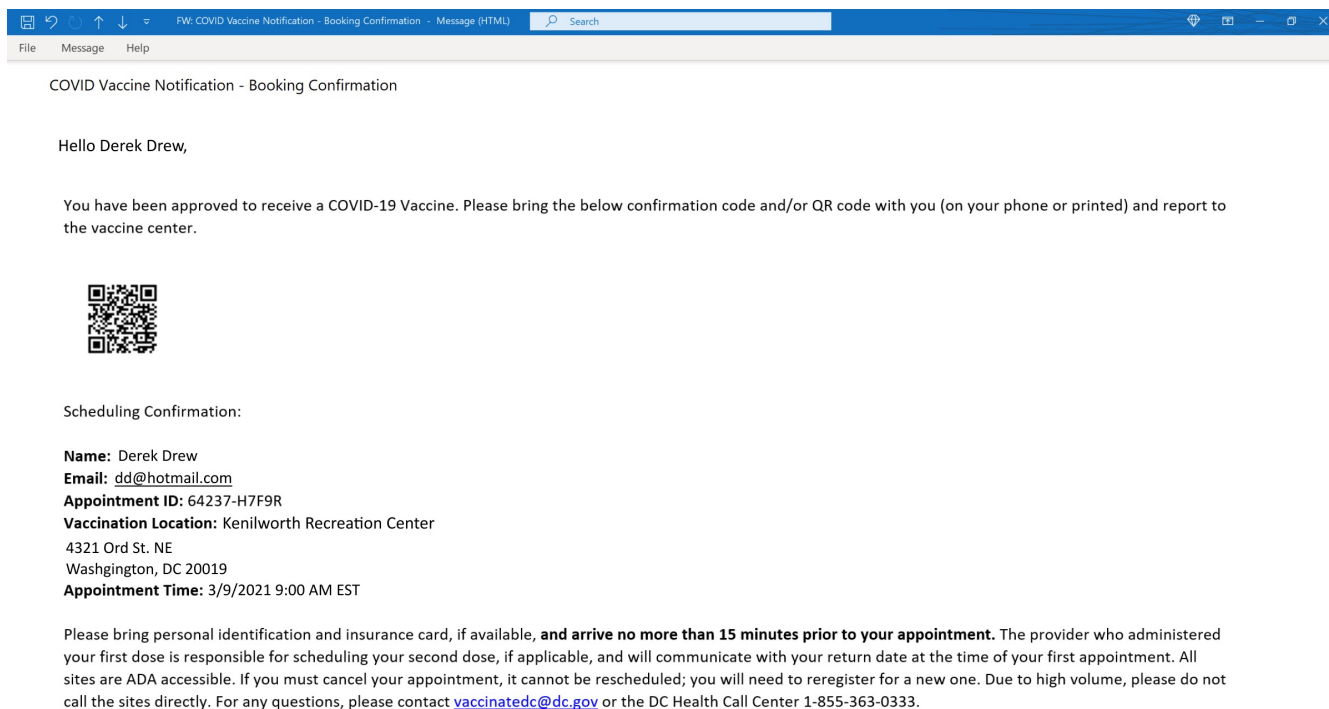 FW: COVID Vaccine Notification - Booking Confirmation - Message (HTML)
Search
File Message Help
COVID Vaccine Notification - Booking Confirmation
Hello Derek Drew,
You have been approved to receive a COVID-19 Vaccine. Please bring the below confirmation code and/or QR code with you (on your phone or printed) and report to
the vaccine center.
Scheduling Confirmation:
Name: Derek Drew
Email: dd@hotmail.com
Appointment ID: 64237-H7F9R
Vaccination Location: Kenilworth Recreation Center
4321 Ord St. NE
Washgington, DC 20019
Appointment Time: 3/9/2021 9:00 AM EST
Please bring personal identification and insurance card, if available, and arrive no more than 15 minutes prior to your appointment. The provider who administered
your first dose is responsible for scheduling your second dose, if applicable, and will communicate with your return date at the time of your first appointment. All
sites are ADA accessible. If you must cancel your appointment, it cannot be rescheduled; you will need to reregister for a new one. Due to high volume, please do not
call the sites directly. For any questions, please contact vaccinatedc@dc.gov or the DC Health Call Center 1-855-363-0333.